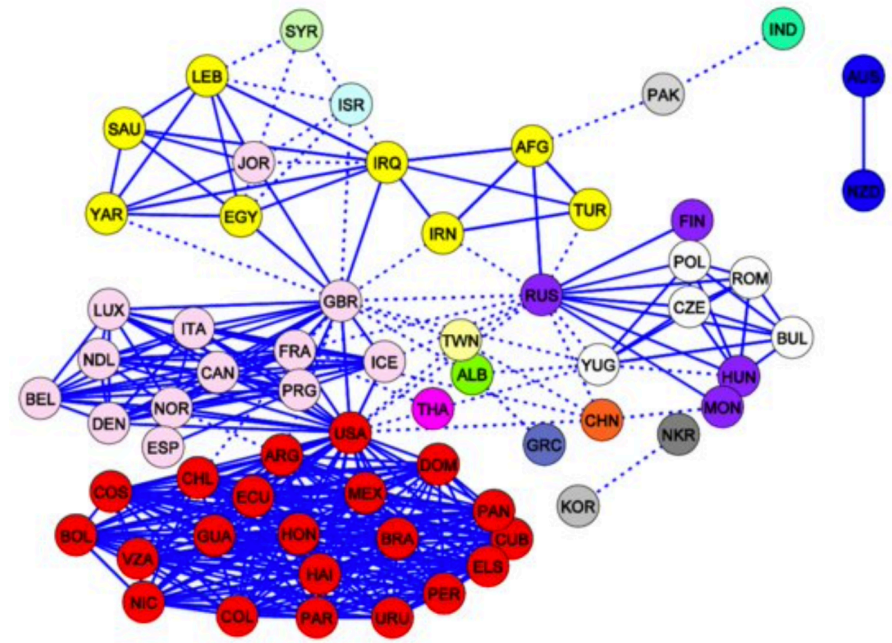 SYR
IND
LEB
AUS
PAK
ISR
SAU
AFG
JOR
IRQ
NZD
YAR
EGY
TUR
FIN
IRN
POL
ROM
RUS
GBR
LUX
CZE
ITA
BUL
TWN
FRA
NDL
ICE
YUG
CAN
ALB
HUN
PRG
BEL
NOR
THA
MON
DEN
CHN
USA
NKR
GRC
ESP
ARG
DOM
CHL
COS
ECU
MEX
KOR
PAN
BOL
GUA
HON
BRA
CUB
VZA
ELS
HAI
PER
NIC
COL
PAR
URU